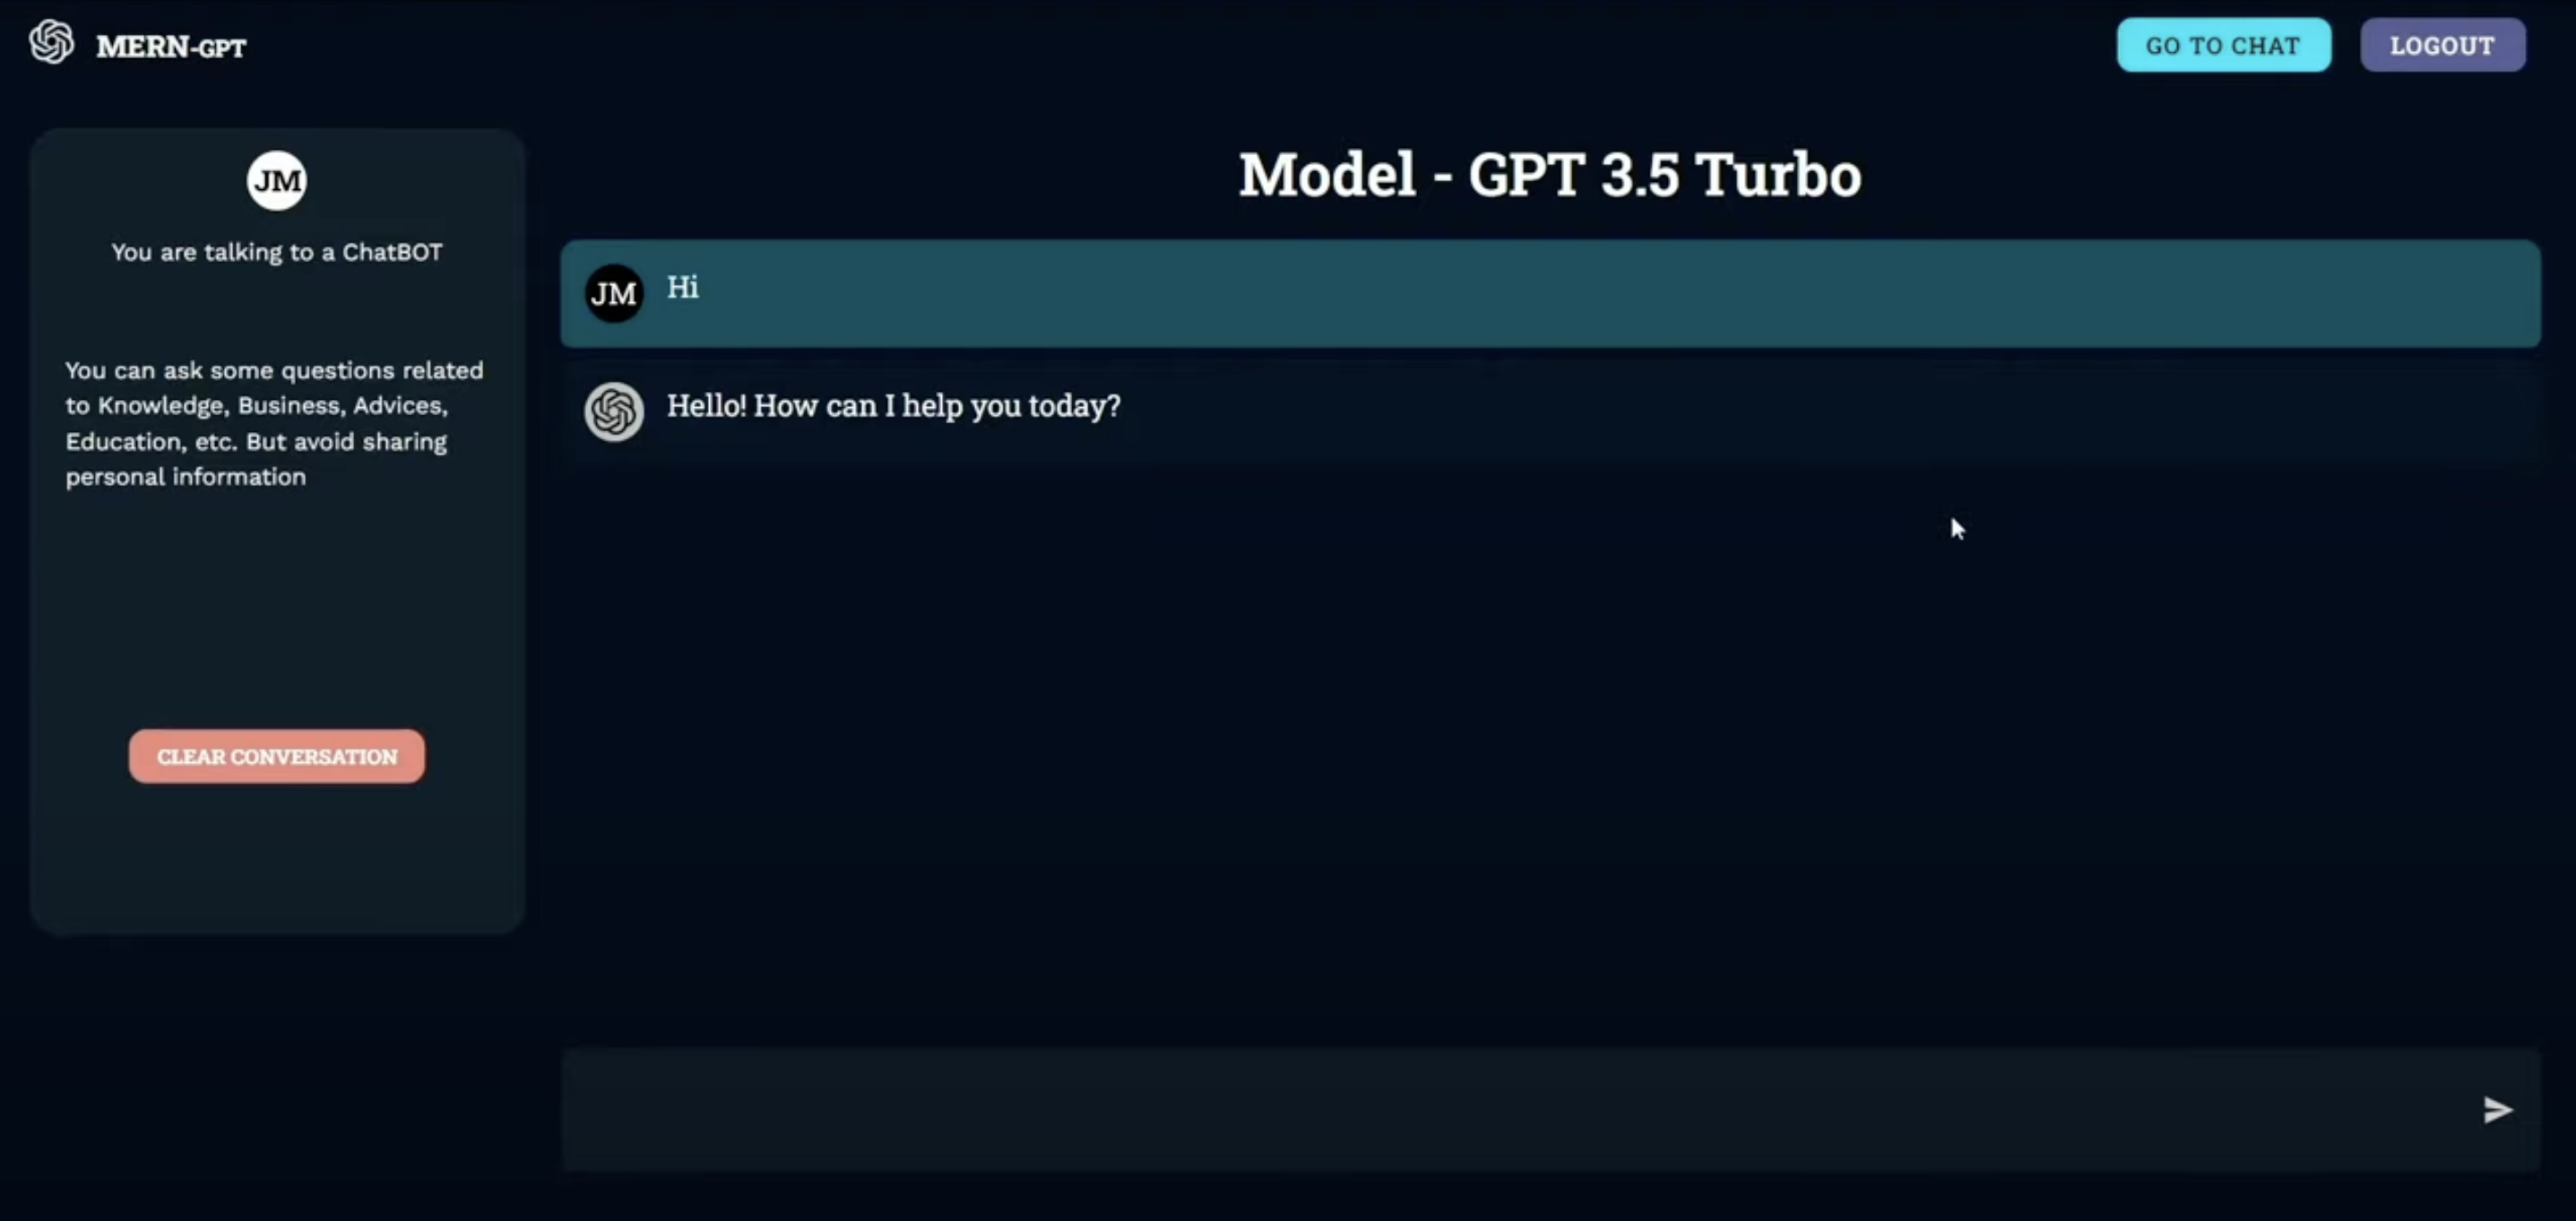 MERN-GPT
GO TO CHAT
LOGOUT
JM
You are talking to a ChatBOT
You can ask some questions related
to Knowledge, Business, Advices,
Education, etc. But avoid sharing
personal information
CLEAR CONVERSATION
Model - GPT 3.5 Turbo
JM
Hi
Hello! How can I help you today?